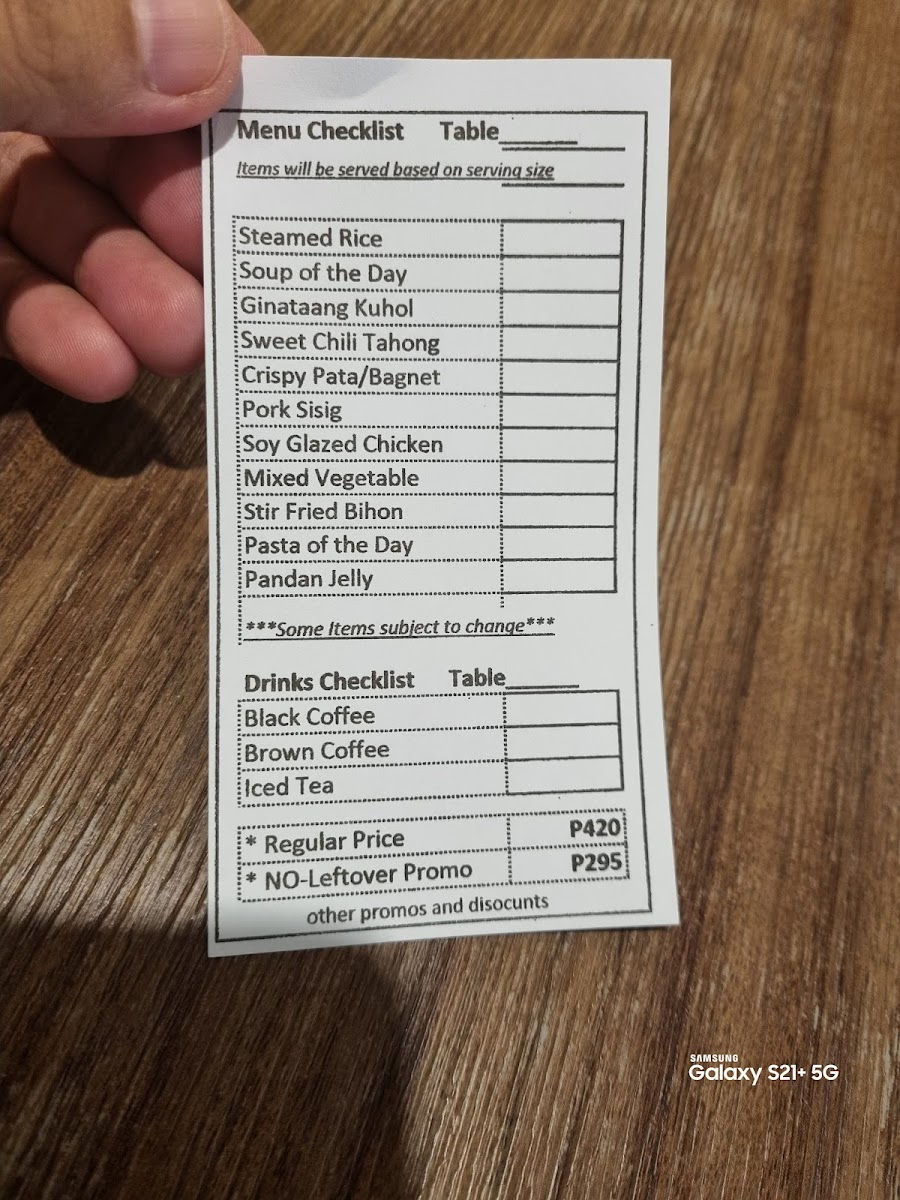 Menu Checklist Table______
Items will be served based on serving size
Steamed Rice
Soup of the Day
Ginataang Kuhol
Sweet Chili Tahong
Crispy Pata/Bagnet
Pork Sisig
Soy Glazed Chicken
Mixed Vegetable
Stir Fried Bihon
Pasta of the Day
Pandan Jelly
***Some Items subject to change***
Drinks Checklist Table______
Black Coffee
Brown Coffee
Iced Tea
* Regular Price P420
* NO-Leftover Promo P295
other promos and disocunts
SAMSUNG
Galaxy S21+ 5G